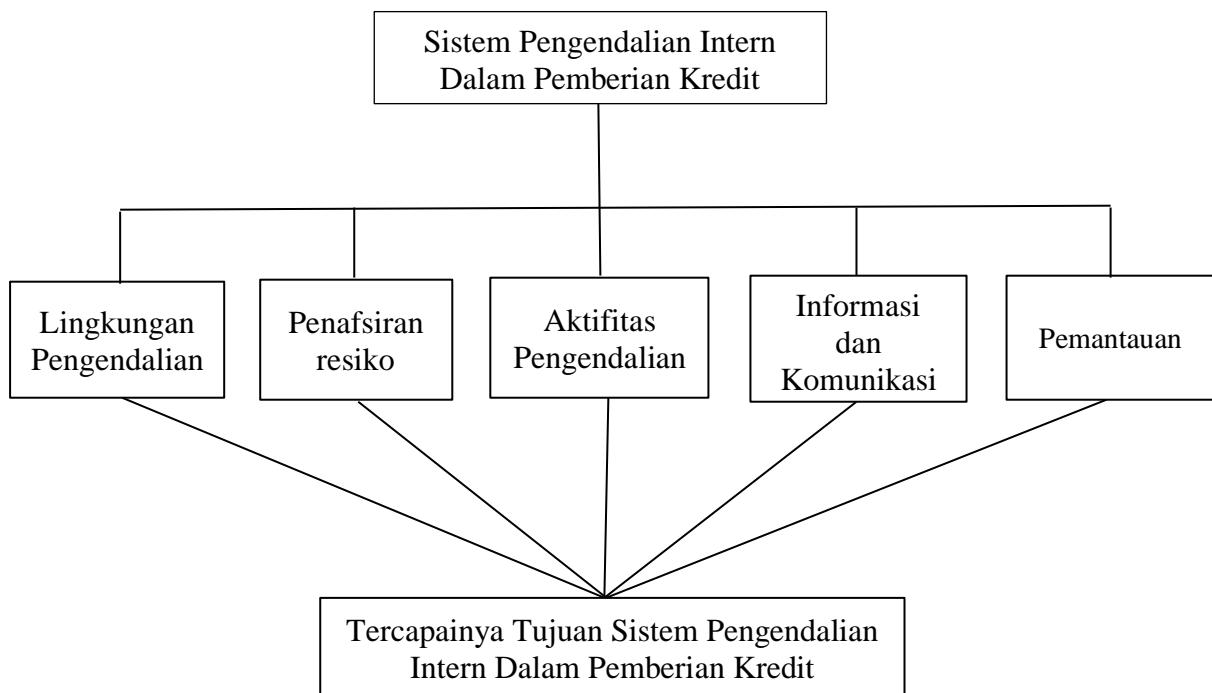 Sistem Pengendalian Intern
Dalam Pemberian Kredit
Lingkungan
Pengendalian
Penafsiran
resiko
Aktifitas
Pengendalian
Informasi
dan
Komunikasi
Pemantauan
Tercapainya Tujuan Sistem Pengendalian
Intern Dalam Pemberian Kredit